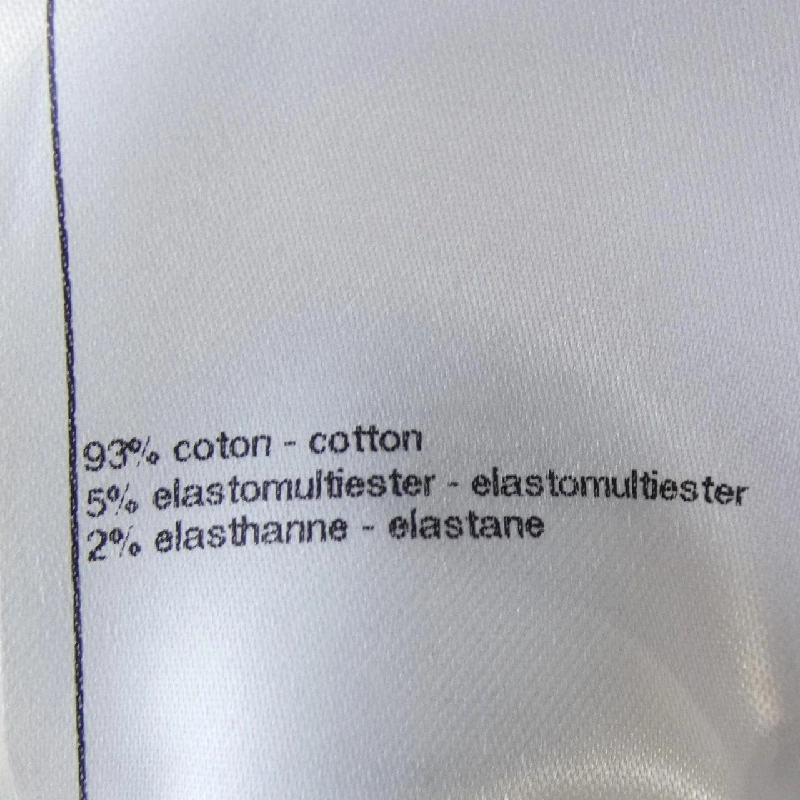 93% coton - cotton
5% elastomultiester - elastomultiester
2% elasthanne - elastane